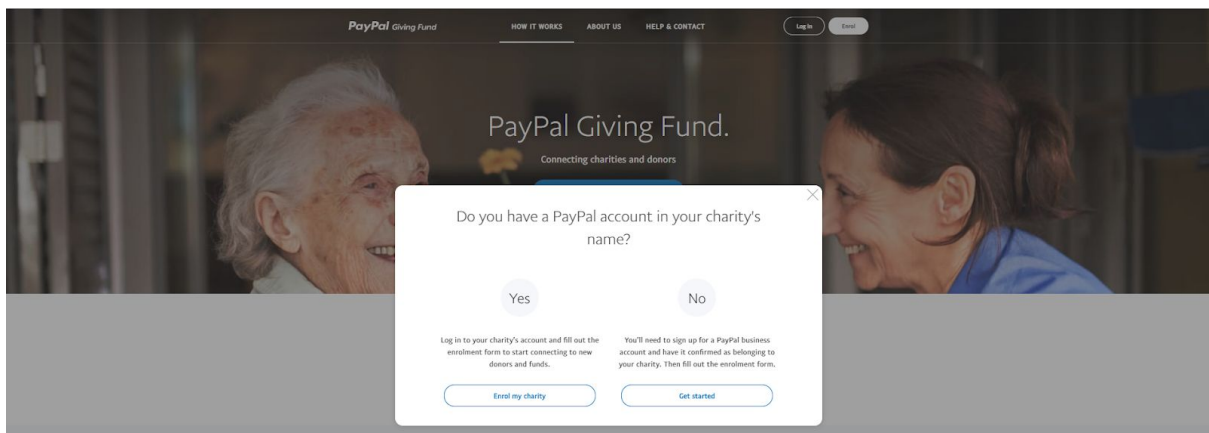 PayPal Giving Fund
HOW IT WORKS
ABOUT US
HELP & CONTACT
Log In
Enrol
PayPal Giving Fund.
Connecting charities and donors
Do you have a PayPal account in your charity's
name?
Yes
Log in to your charity's account and fill out the
enrolment form to start connecting to new
donors and funds.
Enrol my charity
No
You'll need to sign up for a PayPal business
account and have it confirmed as belonging to
your charity. Then fill out the enrolment form.
Get started